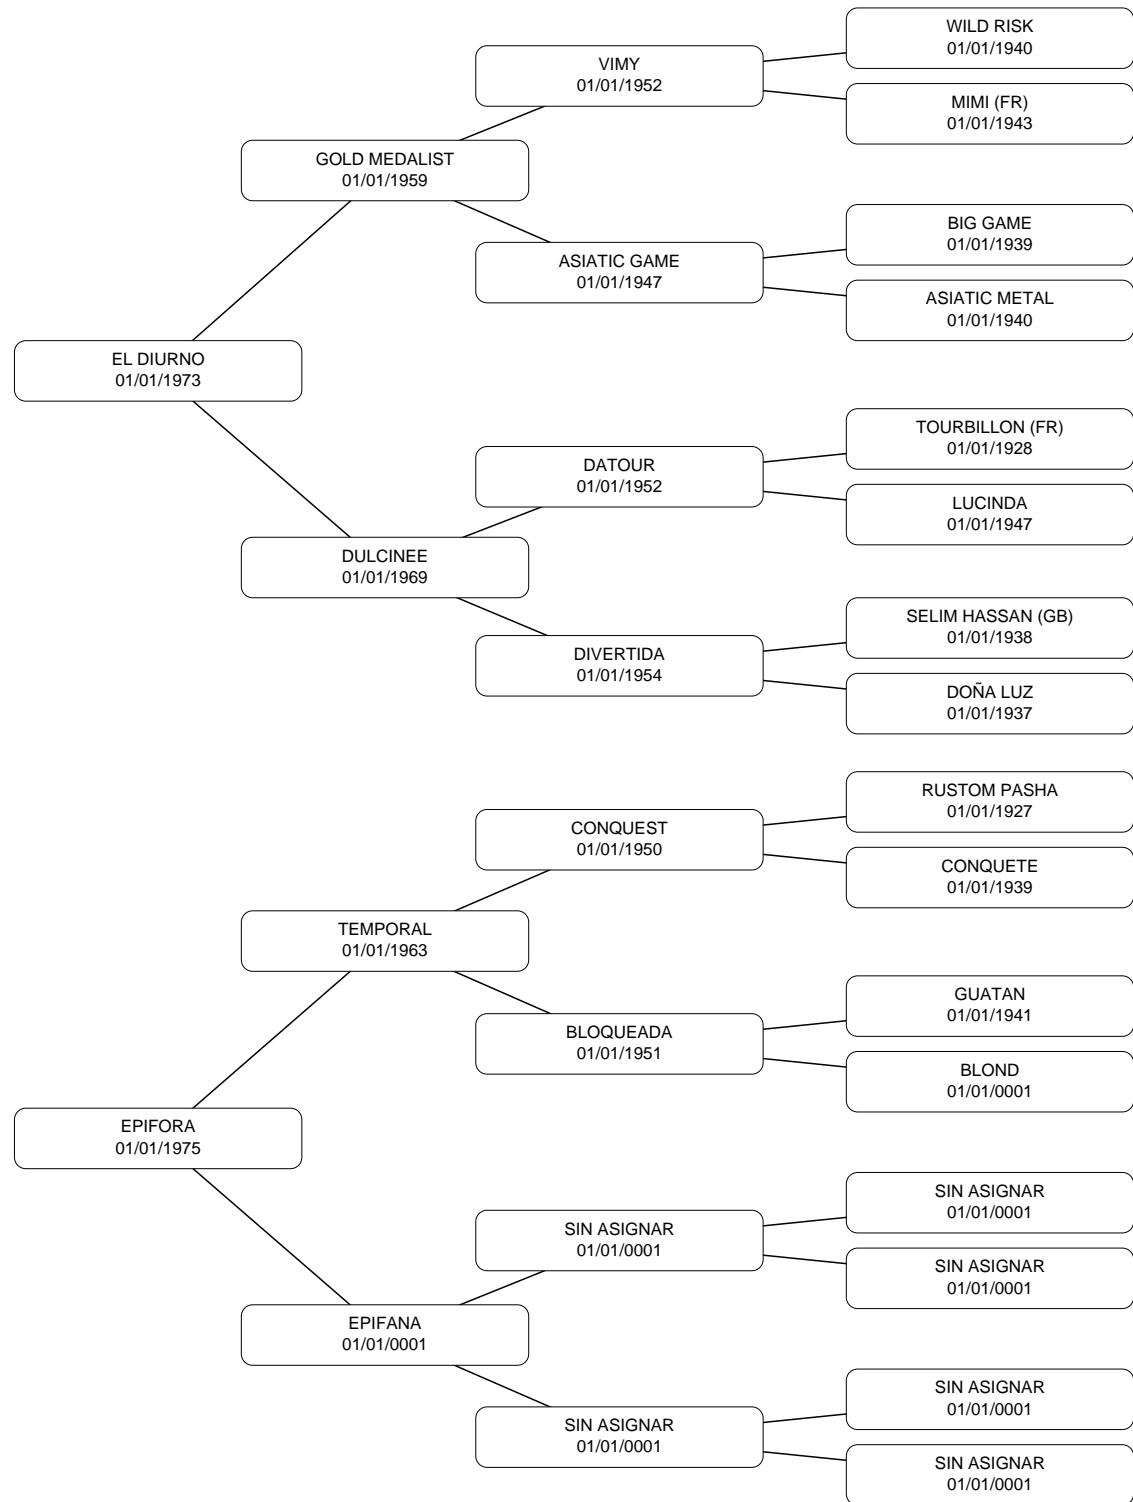 WILD RISK
01/01/1940
VIMY
01/01/1952
MIMI (FR)
01/01/1943
GOLD MEDALIST
01/01/1959
BIG GAME
01/01/1939
ASIATIC GAME
01/01/1947
ASIATIC METAL
01/01/1940
EL DIURNO
01/01/1973
TOURBILLON (FR)
01/01/1928
DATOUR
01/01/1952
LUCINDA
01/01/1947
DULCINEE
01/01/1969
SELIM HASSAN (GB)
01/01/1938
DIVERTIDA
01/01/1954
DOÑA LUZ
01/01/1937
RUSTOM PASHA
01/01/1927
CONQUEST
01/01/1950
CONQUETE
01/01/1939
TEMPORAL
01/01/1963
GUATAN
01/01/1941
BLOQUEADA
01/01/1951
BLOND
01/01/0001
EPIFORA
01/01/1975
SIN ASIGNAR
01/01/0001
SIN ASIGNAR
01/01/0001
SIN ASIGNAR
01/01/0001
EPIFANA
01/01/0001
SIN ASIGNAR
01/01/0001
SIN ASIGNAR
01/01/0001
SIN ASIGNAR
01/01/0001